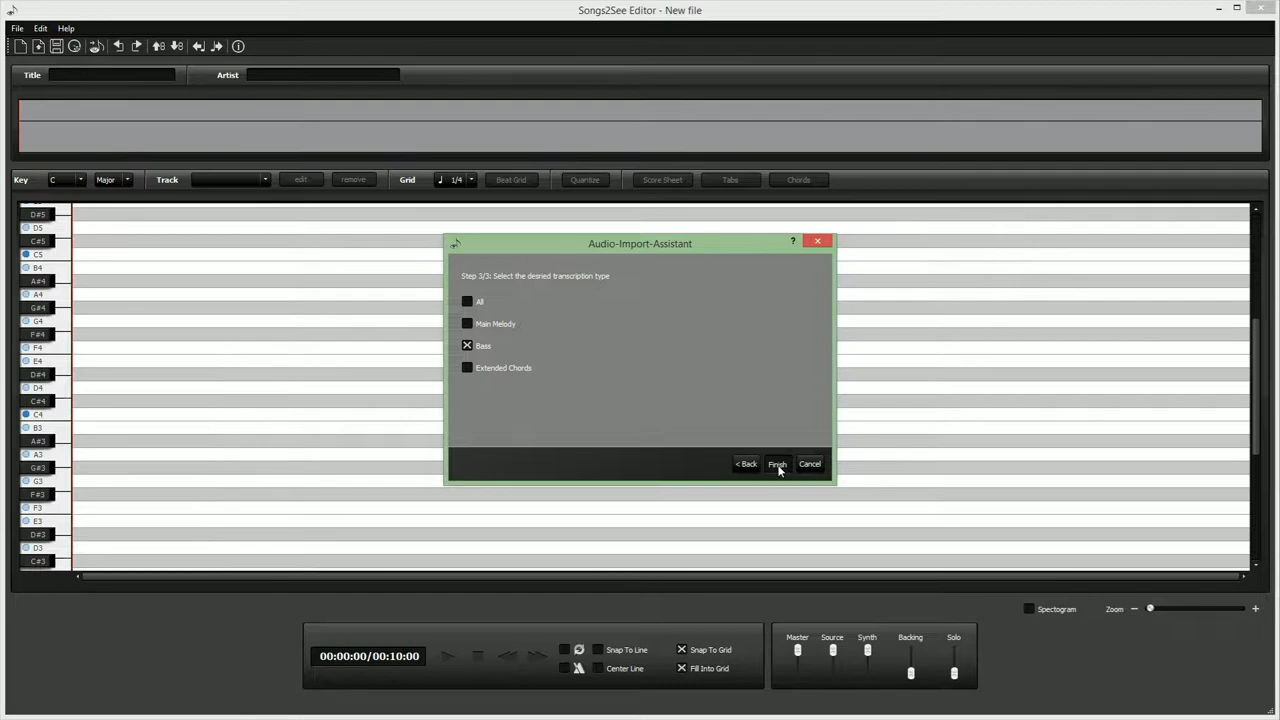 Songs2See Editor - New file
File Edit Help
Title Artist
Key C Major Track edit remove Grid 1/4 Beat Grid Quantize Score Sheet Tabs Chords
D#5
D5
C#5
C5
B4
A#4
A4
G#4
G4
F#4
F4
E4
D#4
D4
C#4
C4
B3
A#3
A3
G#3
G3
F#3
F3
E3
D#3
D3
C#3
Audio-Import-Assistant ?
Step 3/3: Select the desried transcription type
All
Main Melody
Bass
Extended Chords
< Back Finish Cancel
Spectogram Zoom
00:00:00/00:10:00
Snap To Line Snap To Grid
Center Line Fill Into Grid
Master Source Synth Backing Solo